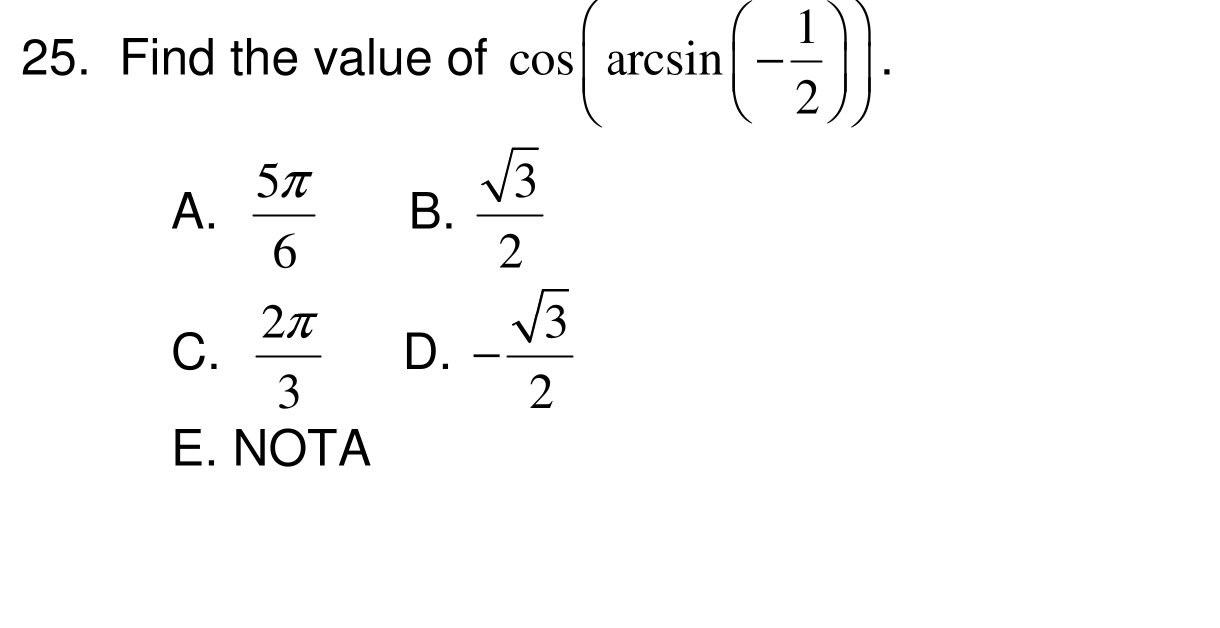 25. Find the value of cos(arcsin(−1/2)).
A. 5π/6 B. √3/2
C. 2π/3 D. −√3/2
E. NOTA